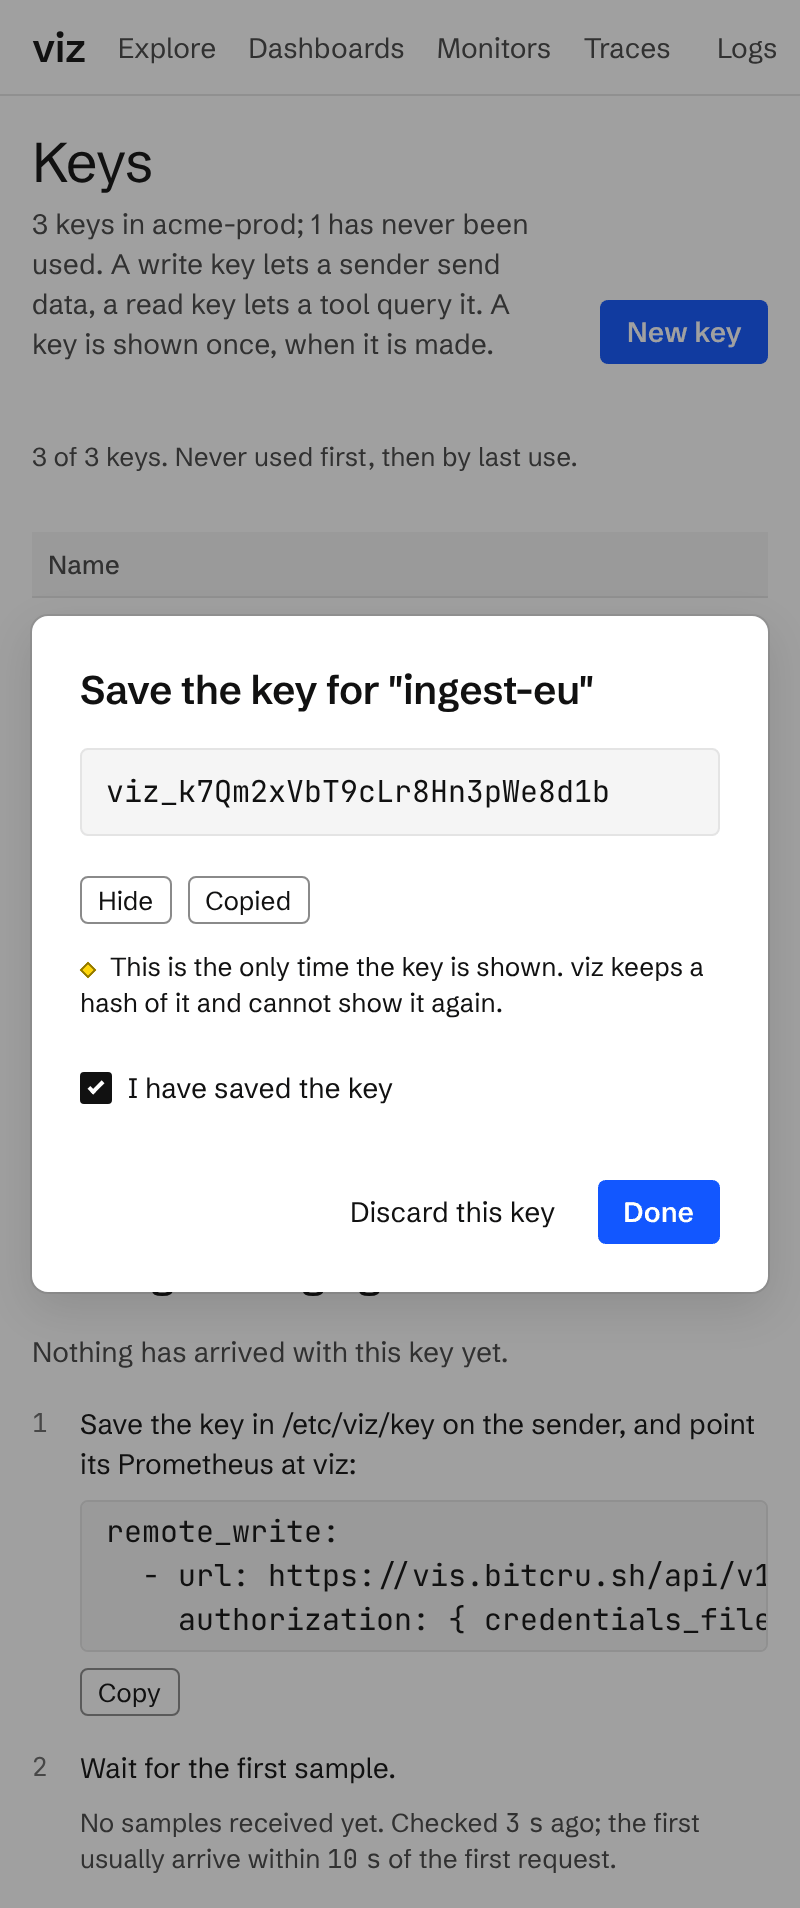 viz Explore Dashboards Monitors Traces Logs
Keys
3 keys in acme-prod; 1 has never been
used. A write key lets a sender send
data, a read key lets a tool query it. A
key is shown once, when it is made.
New key
3 of 3 keys. Never used first, then by last use.
Name
Save the key for "ingest-eu"
viz_k7Qm2xVbT9cLr8Hn3pWe8d1b
Hide Copied
This is the only time the key is shown. viz keeps a
hash of it and cannot show it again.
I have saved the key
Discard this key Done
Nothing has arrived with this key yet.
1 Save the key in /etc/viz/key on the sender, and point
its Prometheus at viz:
remote_write:
- url: https://vis.bitcru.sh/api/v1
authorization: { credentials_file
Copy
2 Wait for the first sample.
No samples received yet. Checked 3 s ago; the first
usually arrive within 10 s of the first request.